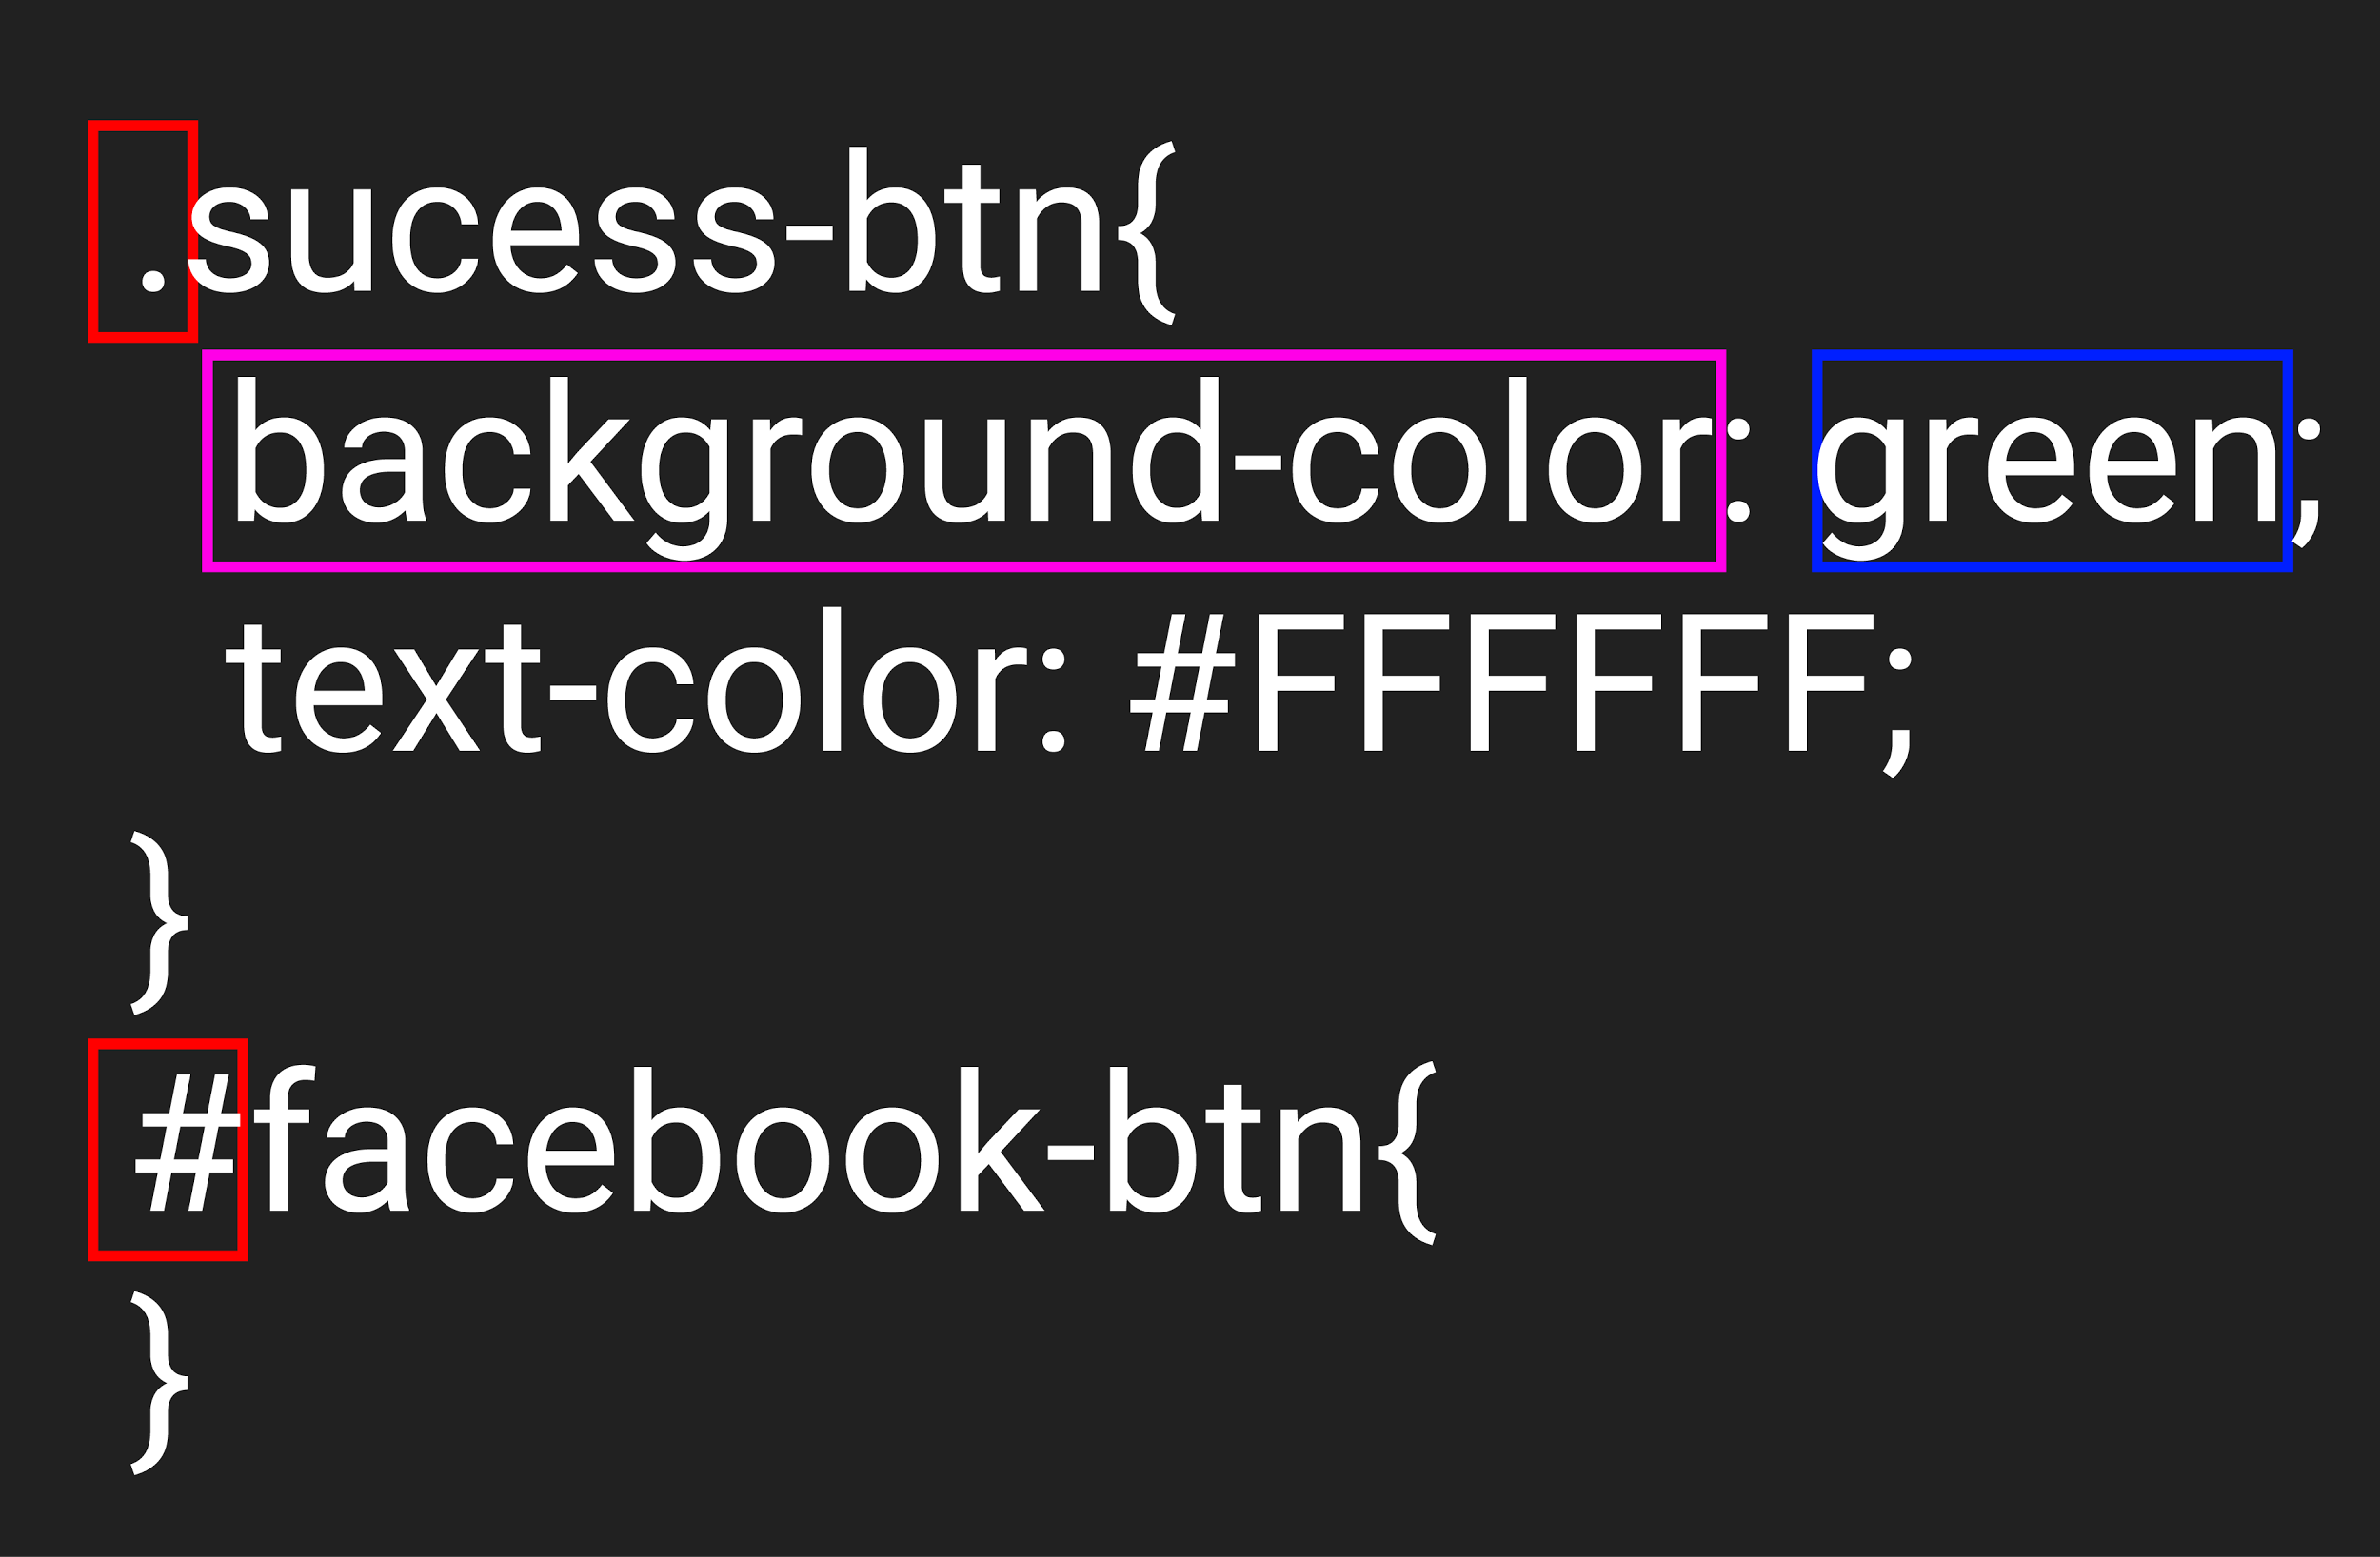 .sucess-btn{
background-color: green;
text-color: #FFFFFF;
}
#facebook-btn{
}